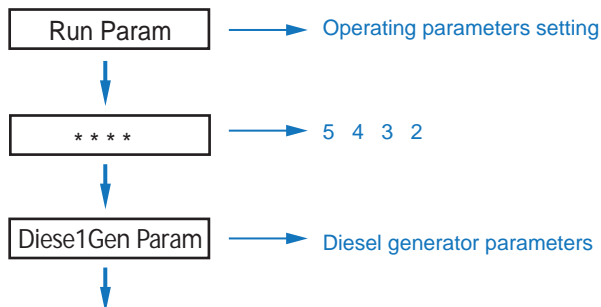 Run Param
Operating parameters setting
* * * *
5 4 3 2
Diese1Gen Param
Diesel generator parameters